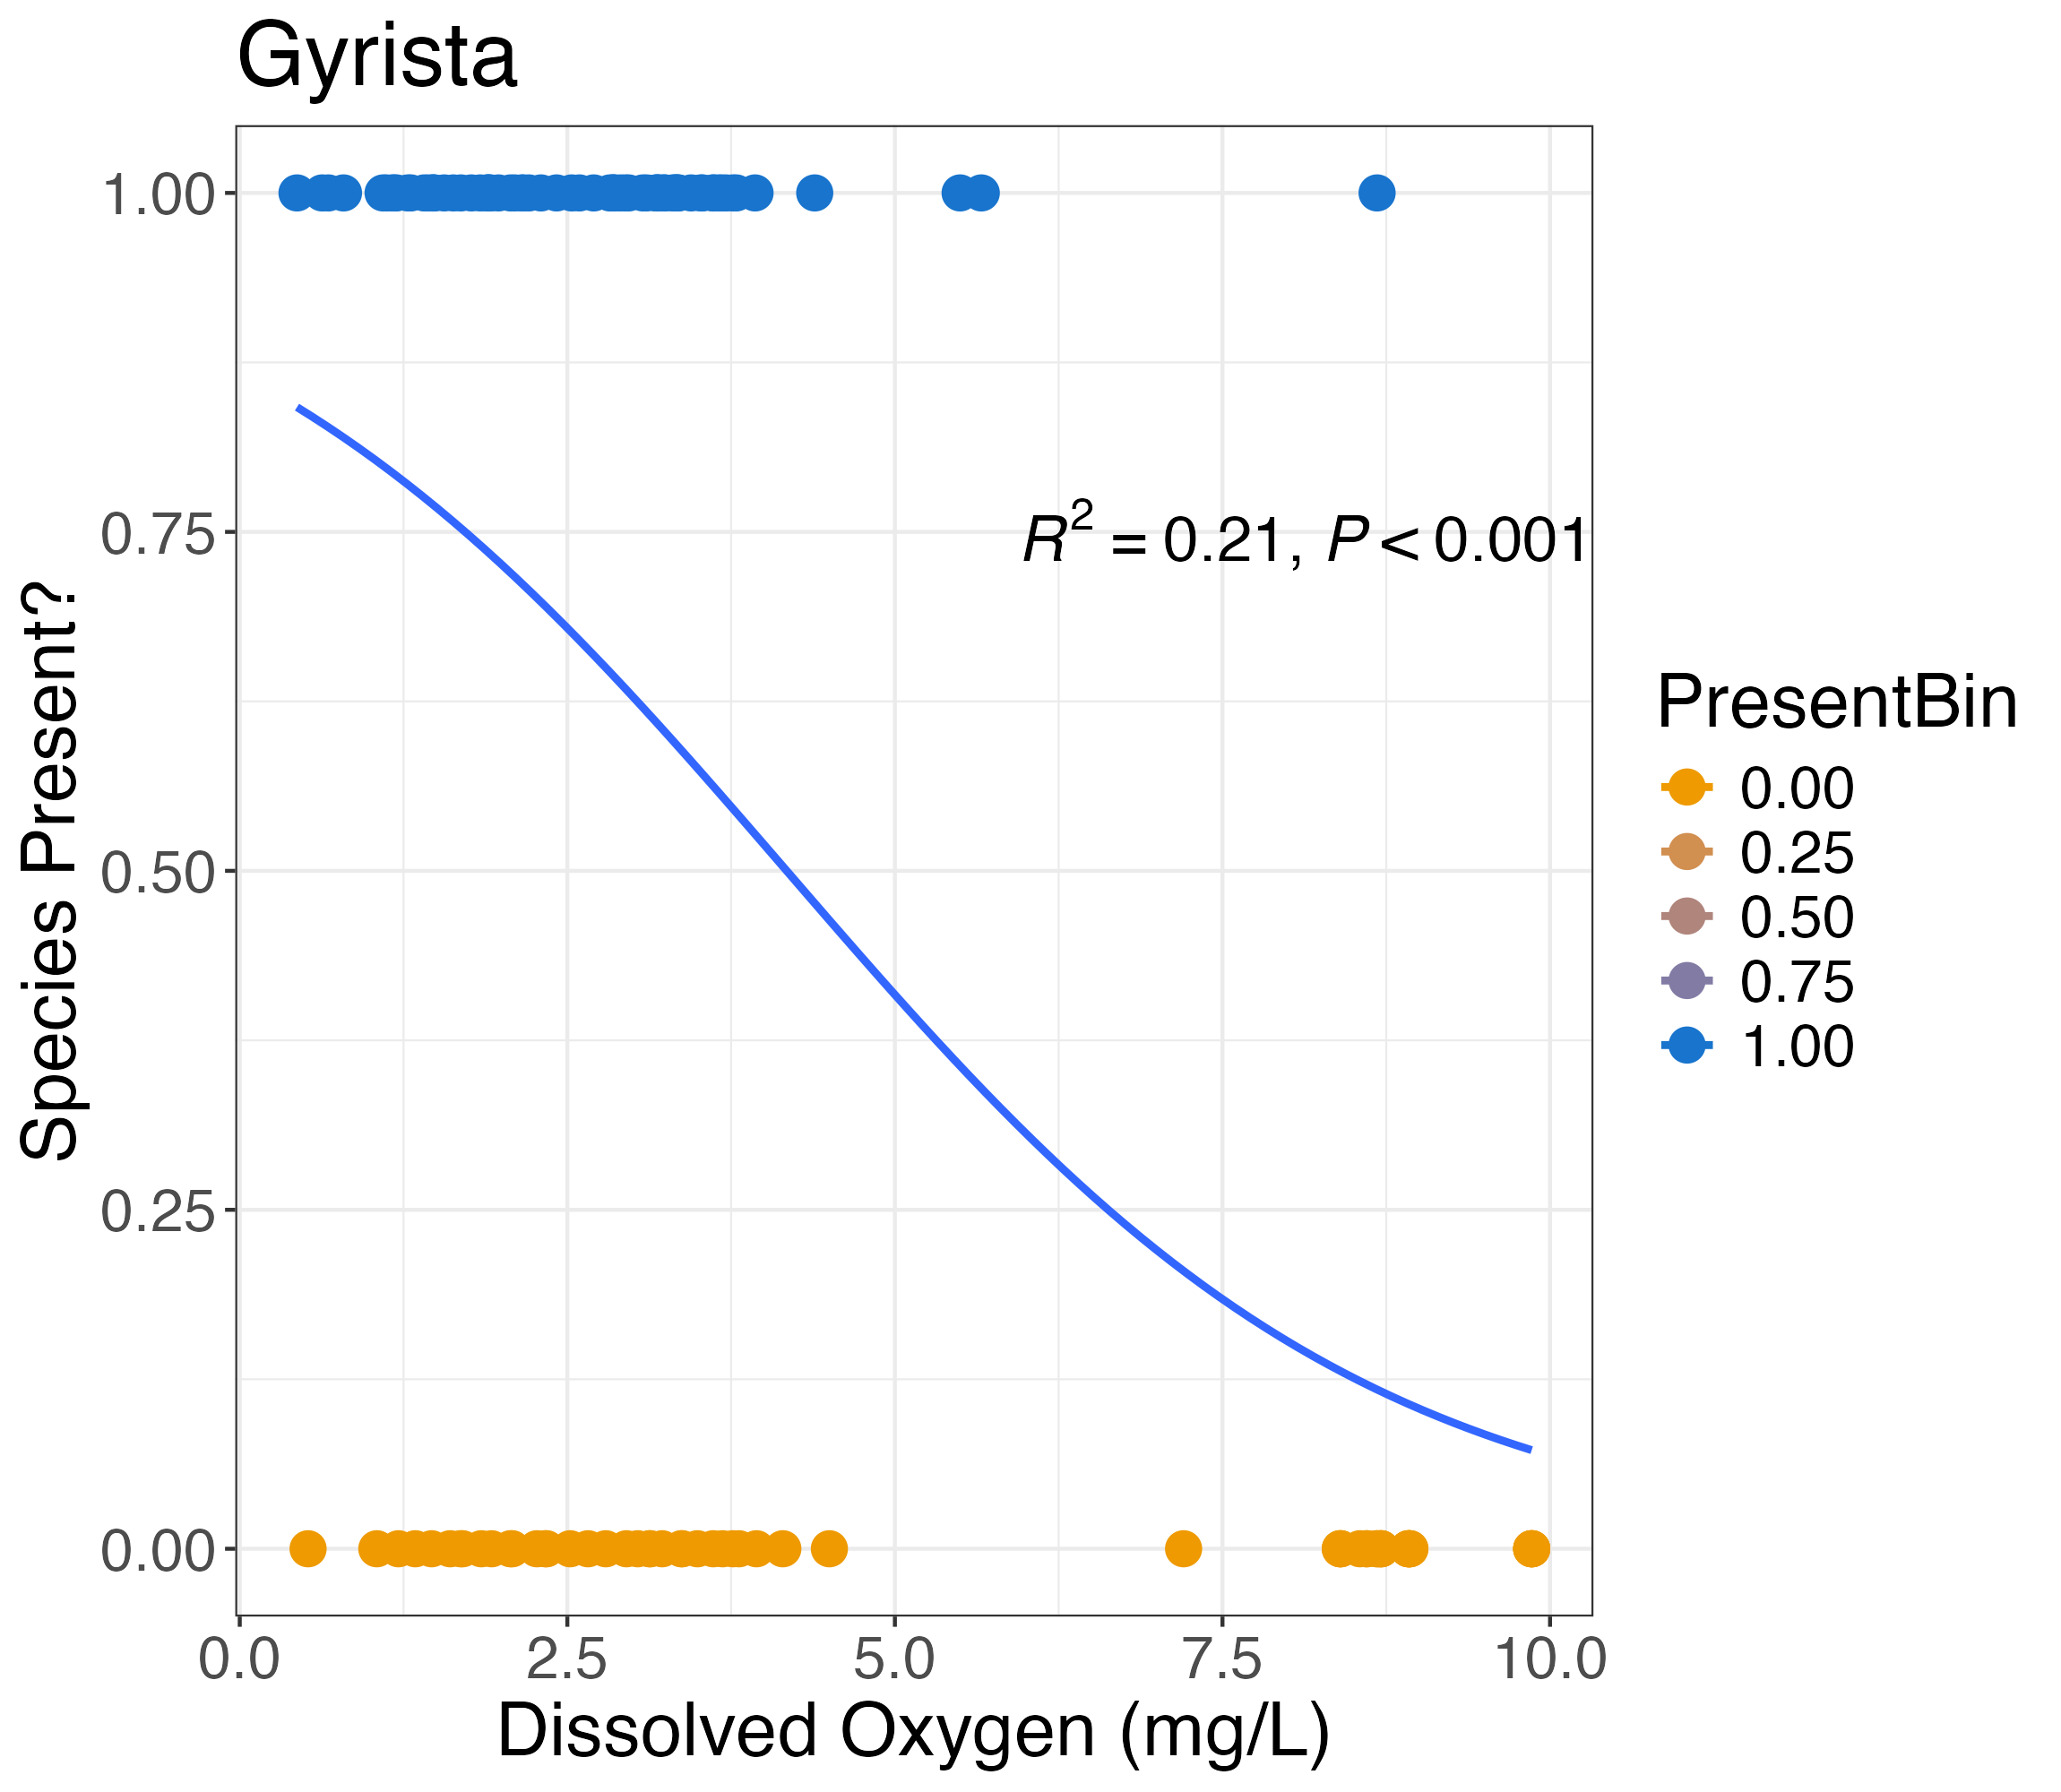 Gyrista
1.00
0.75
0.50
0.25
0.00
Species Present?
R² = 0.21, P < 0.001
0.0 2.5 5.0 7.5 10.0
Dissolved Oxygen (mg/L)
PresentBin
0.00
0.25
0.50
0.75
1.00